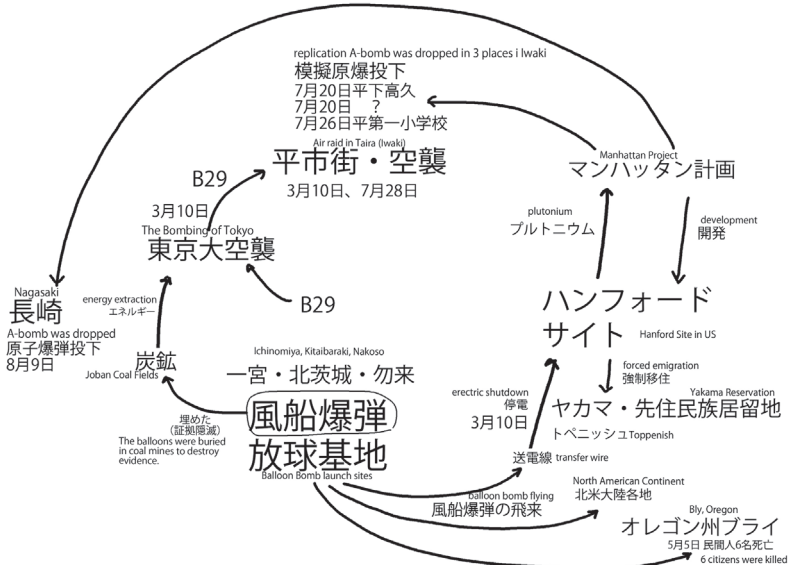 replication A-bomb was dropped in 3 places i Iwaki
模擬原爆投下
7月20日平下高久
7月20日　？
7月26日平第一小学校
Air raid in Taira (Iwaki)
平市街・空襲
3月10日、7月28日
Manhattan Project
マンハッタン計画
B29
3月10日
The Bombing of Tokyo
東京大空襲
B29
plutonium
プルトニウム
development
開発
Nagasaki
長崎
A-bomb was dropped
原子爆弾投下
8月9日
energy extraction
エネルギー
炭鉱
Joban Coal Fields
ハンフォード
サイト
Hanford Site in US
Ichinomiya, Kitaibaraki, Nakoso
一宮・北茨城・勿来
風船爆弾
放球基地
Balloon Bomb launch sites
埋めた
（証拠隠滅）
The balloons were buried
in coal mines to destroy
evidence.
forced emigration
強制移住
Yakama Reservation
ヤカマ・先住民族居留地
トペニッシュToppenish
erectric shutdown
停電
3月10日
送電線 transfer wire
balloon bomb flying
風船爆弾の飛来
North American Continent
北米大陸各地
Bly, Oregon
オレゴン州ブライ
5月5日 民間人6名死亡
6 citizens were killed